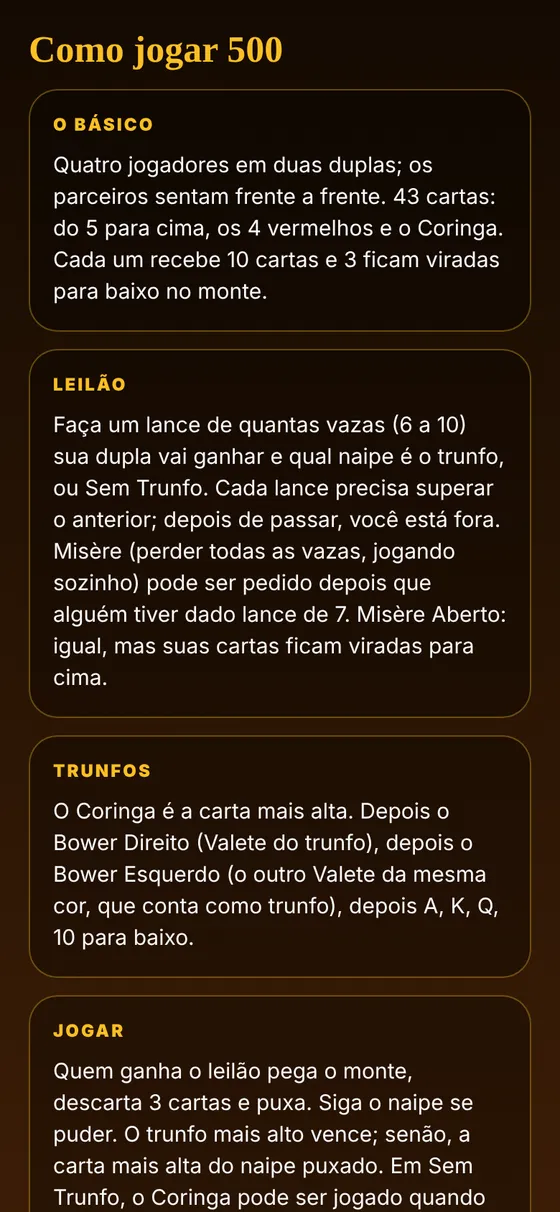 Como jogar 500
O BÁSICO
Quatro jogadores em duas duplas; os
parceiros sentam frente a frente. 43 cartas:
do 5 para cima, os 4 vermelhos e o Coringa.
Cada um recebe 10 cartas e 3 ficam viradas
para baixo no monte.
LEILÃO
Faça um lance de quantas vazas (6 a 10)
sua dupla vai ganhar e qual naipe é o trunfo,
ou Sem Trunfo. Cada lance precisa superar
o anterior; depois de passar, você está fora.
Misère (perder todas as vazas, jogando
sozinho) pode ser pedido depois que
alguém tiver dado lance de 7. Misère Aberto:
igual, mas suas cartas ficam viradas para
cima.
TRUNFOS
O Coringa é a carta mais alta. Depois o
Bower Direito (Valete do trunfo), depois o
Bower Esquerdo (o outro Valete da mesma
cor, que conta como trunfo), depois A, K, Q,
10 para baixo.
JOGAR
Quem ganha o leilão pega o monte,
descarta 3 cartas e puxa. Siga o naipe se
puder. O trunfo mais alto vence; senão, a
carta mais alta do naipe puxado. Em Sem
Trunfo, o Coringa pode ser jogado quando